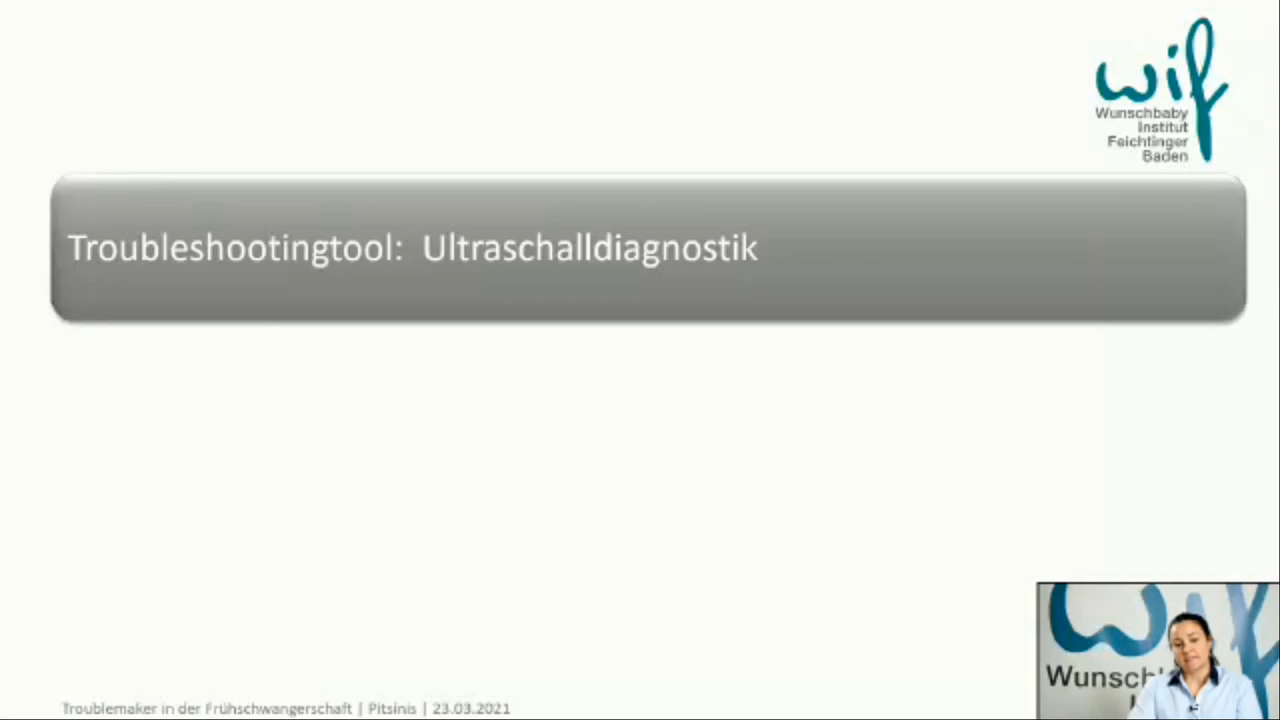 wif
Wunschbaby
Institut
Feichtinger
Baden
Troubleshootingtool: Ultraschalldiagnostik
Wunsch
Troublemaker in der Frühschwangerschaft | Pitsinis | 23.03.2021